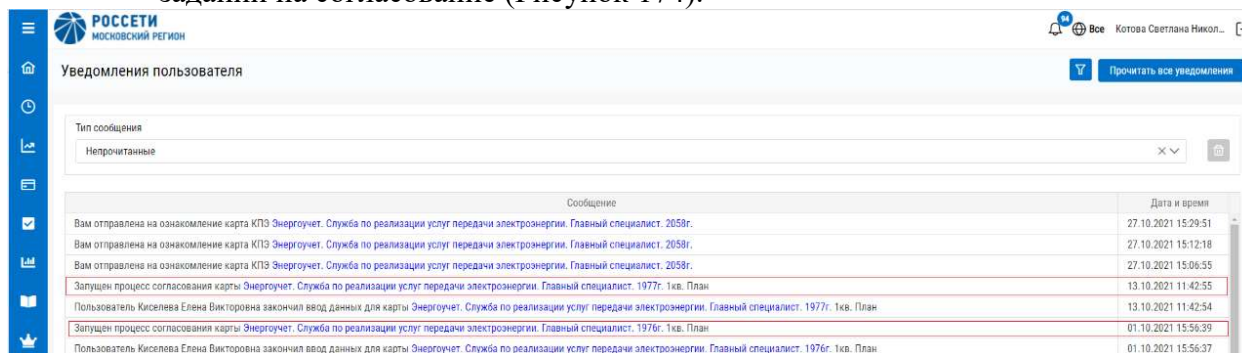 задании на согласование (Рисунок 174).
РОССЕТИ
МОСКОВСКИЙ РЕГИОН
94
Все Котова Светлана Никол...
Уведомления пользователя
Прочитать все уведомления
Тип сообщения
Непрочитанные
Сообщение Дата и время
Вам отправлена на ознакомление карта КПЭ Энергоучет. Служба по реализации услуг передачи электроэнергии. Главный специалист. 2058г. 27.10.2021 15:29:51
Вам отправлена на ознакомление карта КПЭ Энергоучет. Служба по реализации услуг передачи электроэнергии. Главный специалист. 2058г. 27.10.2021 15:12:18
Вам отправлена на ознакомление карта КПЭ Энергоучет. Служба по реализации услуг передачи электроэнергии. Главный специалист. 2058г. 27.10.2021 15:06:55
Запущен процесс согласования карты Энергоучет. Служба по реализации услуг передачи электроэнергии. Главный специалист. 1977г. 1кв. План 13.10.2021 11:42:55
Пользователь Киселева Елена Викторовна закончил ввод данных для карты Энергоучет. Служба по реализации услуг передачи электроэнергии. Главный специалист. 1977г. 1кв. План 13.10.2021 11:42:54
Запущен процесс согласования карты Энергоучет. Служба по реализации услуг передачи электроэнергии. Главный специалист. 1976г. 1кв. План 01.10.2021 15:56:39
Пользователь Киселева Елена Викторовна закончил ввод данных для карты Энергоучет. Служба по реализации услуг передачи электроэнергии. Главный специалист. 1976г. 1кв. План 01.10.2021 15:56:37